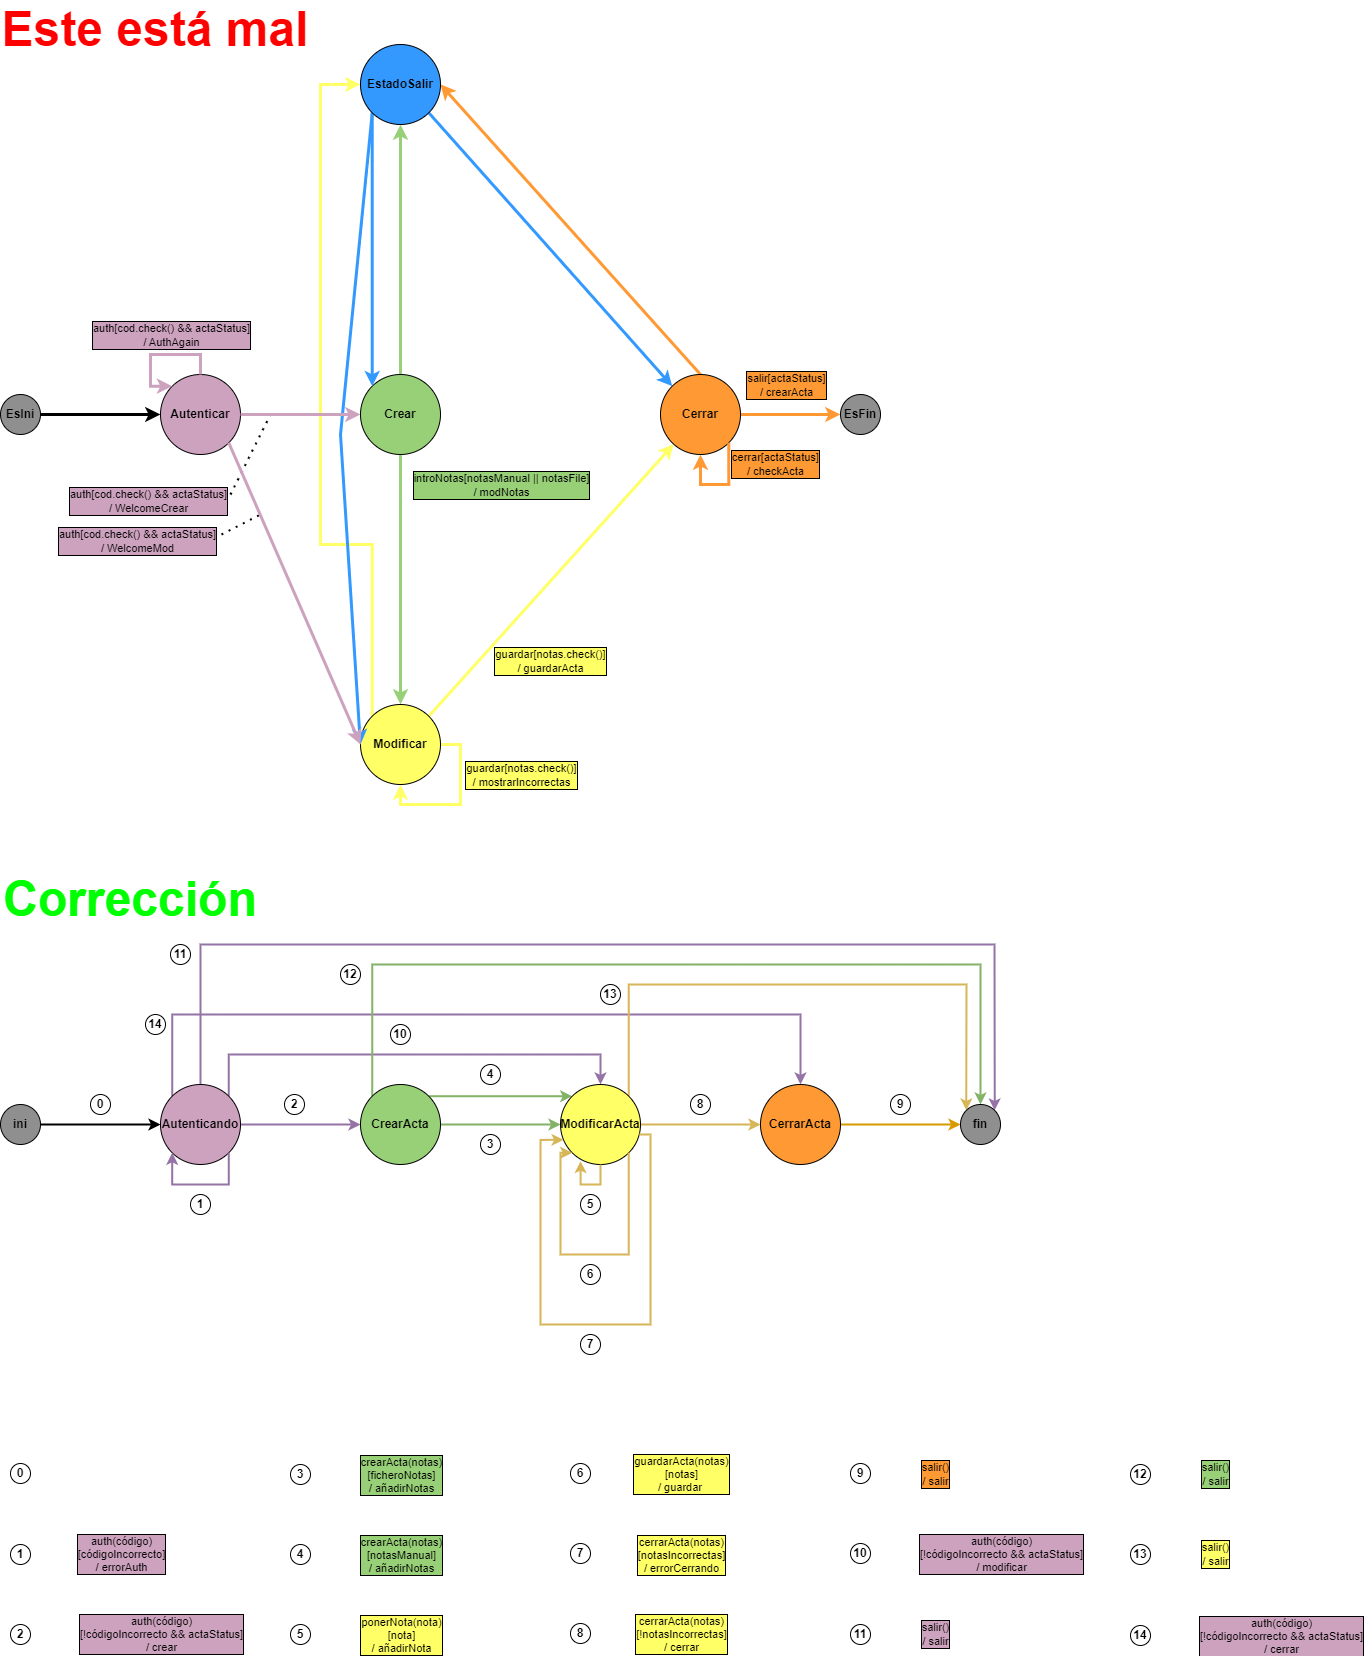 Este está mal
EstadoSalir
auth[cod.check() && actaStatus]
/ AuthAgain
EsIni
Autenticar
Crear
Cerrar
salir[actaStatus]
/ crearActa
EsFin
cerrar[actaStatus]
/ checkActa
introNotas[notasManual || notasFile]
/ modNotas
auth[cod.check() && actaStatus]
/ WelcomeCrear
auth[cod.check() && actaStatus]
/ WelcomeMod
guardar[notas.check()]
/ guardarActa
Modificar
guardar[notas.check()]
/ mostrarIncorrectas
Corrección
11
12
13
14
10
4
0
2
8
9
ini
Autenticando
CrearActa
ModificarActa
CerrarActa
fin
3
1
5
6
7
0
3
crearActa(notas)
[ficheroNotas]
/ añadirNotas
6
guardarActa(notas)
[notas]
/ guardar
9
salir()
/ salir
12
salir()
/ salir
1
auth(código)
[códigoIncorrecto]
/ errorAuth
4
crearActa(notas)
[notasManual]
/ añadirNotas
7
cerrarActa(notas)
[notasIncorrectas]
/ errorCerrando
10
auth(código)
[!códigoIncorrecto && actaStatus]
/ modificar
13
salir()
/ salir
2
auth(código)
[!códigoIncorrecto && actaStatus]
/ crear
5
ponerNota(nota)
[nota]
/ añadirNota
8
cerrarActa(notas)
[!notasIncorrectas]
/ cerrar
11
salir()
/ salir
14
auth(código)
[!códigoIncorrecto && actaStatus]
/ cerrar